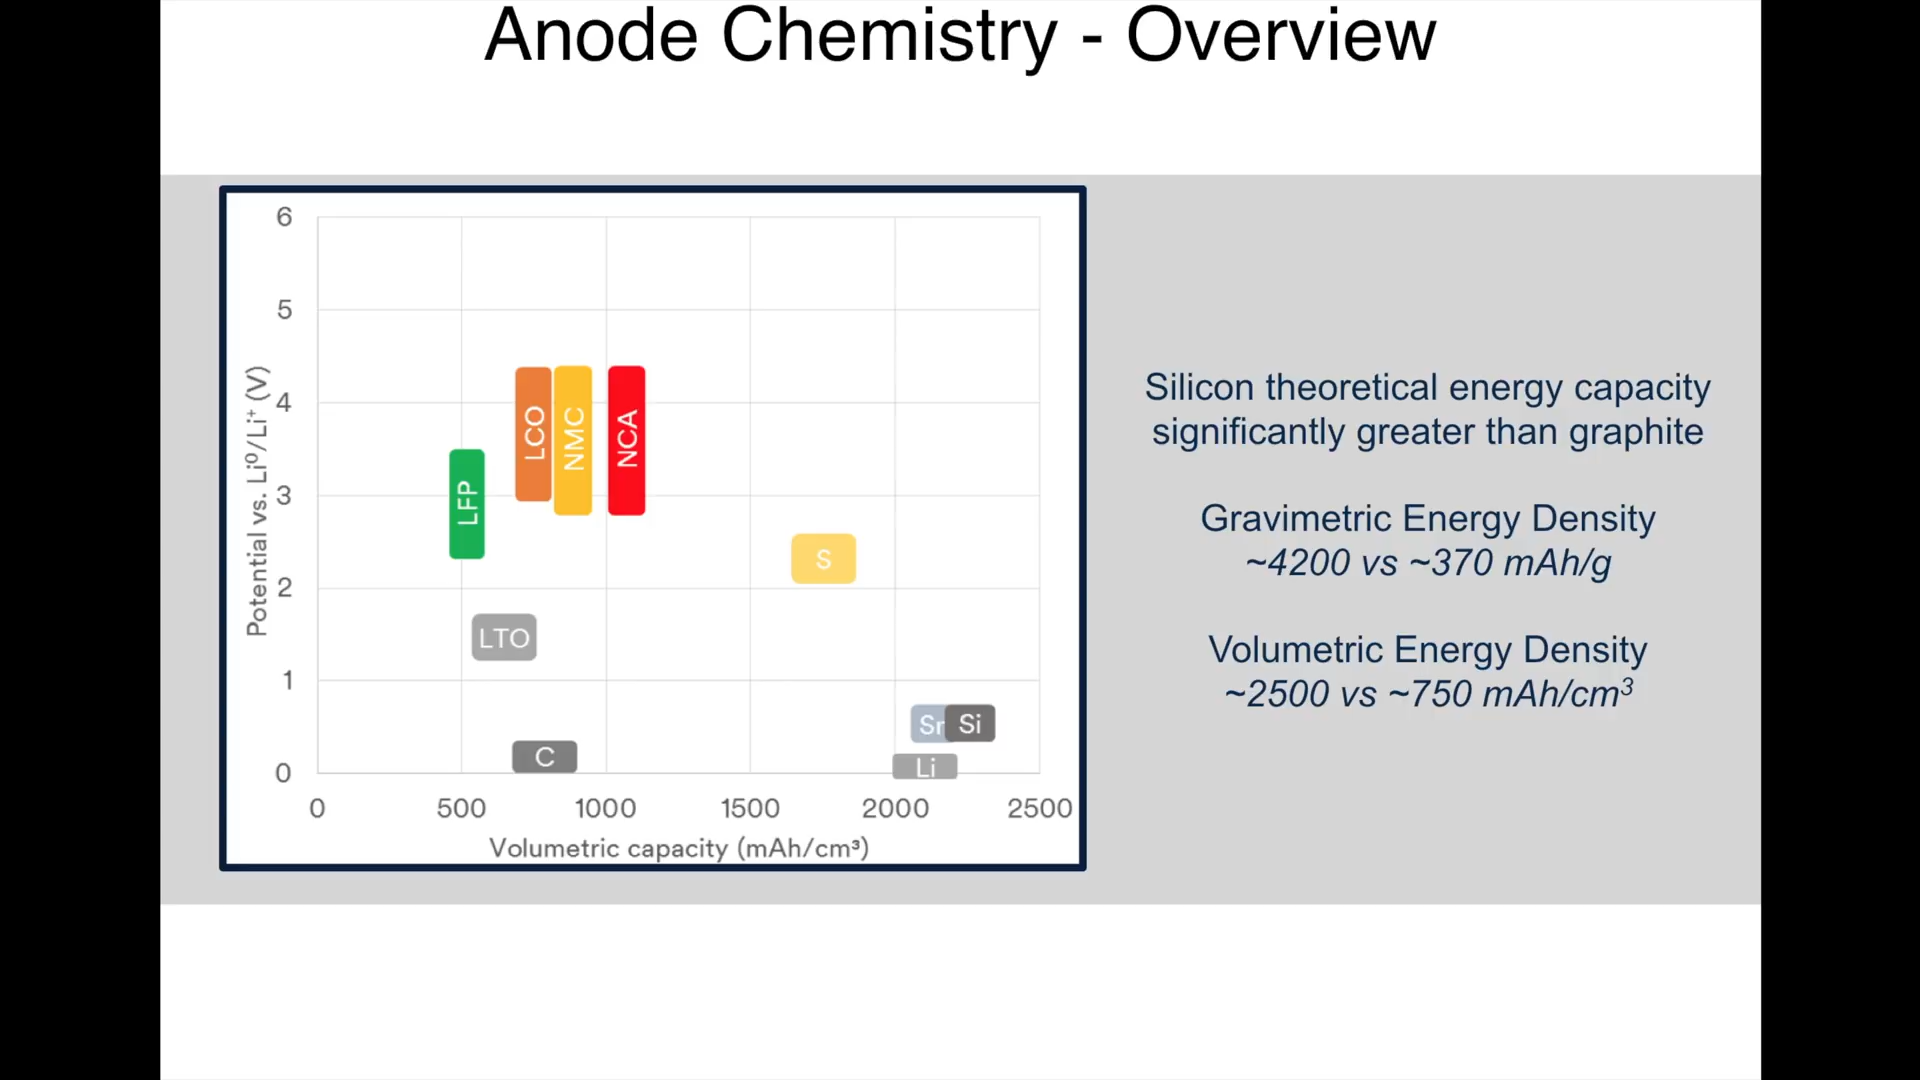 Anode Chemistry - Overview
6
5
4
3
2
1
0
Potential vs. Li⁰/Li⁺ (V)
LFP
LCO
NMC
NCA
S
LTO
C
Si
Li
0 500 1000 1500 2000 2500
Volumetric capacity (mAh/cm³)
Silicon theoretical energy capacity
significantly greater than graphite
Gravimetric Energy Density
~4200 vs ~370 mAh/g
Volumetric Energy Density
~2500 vs ~750 mAh/cm³